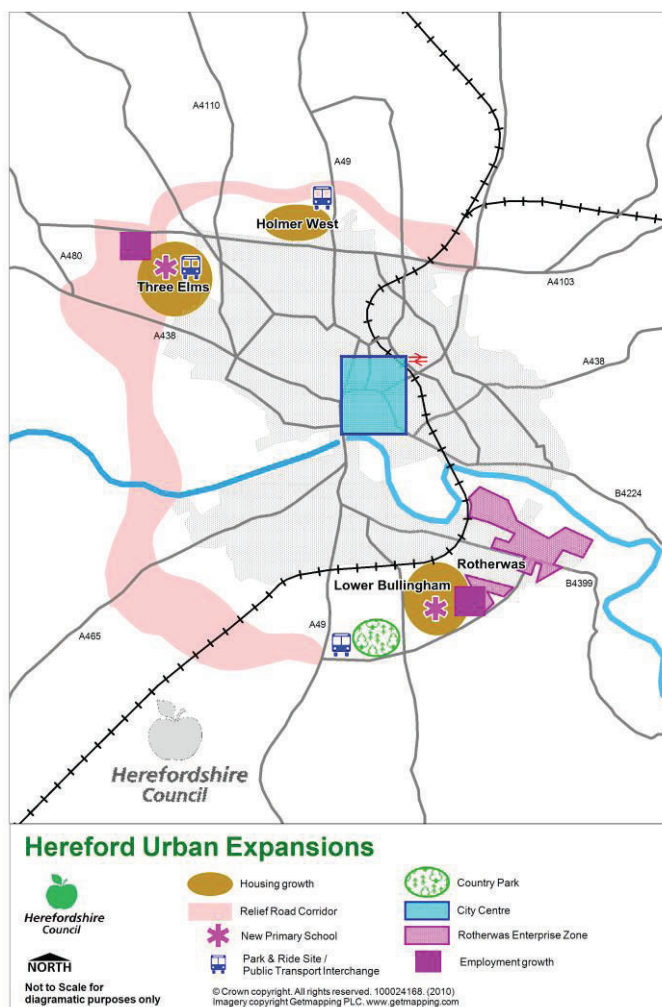 A4110
A49
Holmer West
A480
Three Elms
A4103
A438
A438
B4224
Rotherwas
Lower Bullingham
B4399
A465
A49
Herefordshire
Council
Hereford Urban Expansions
Herefordshire
Council
NORTH
Not to Scale for
diagramatic purposes only
Housing growth
Relief Road Corridor
New Primary School
Park & Ride Site /
Public Transport Interchange
Country Park
City Centre
Rotherwas Enterprise Zone
Employment growth
© Crown copyright. All rights reserved. 100024168. (2010)
Imagery copyright Getmapping PLC. www.getmapping.com